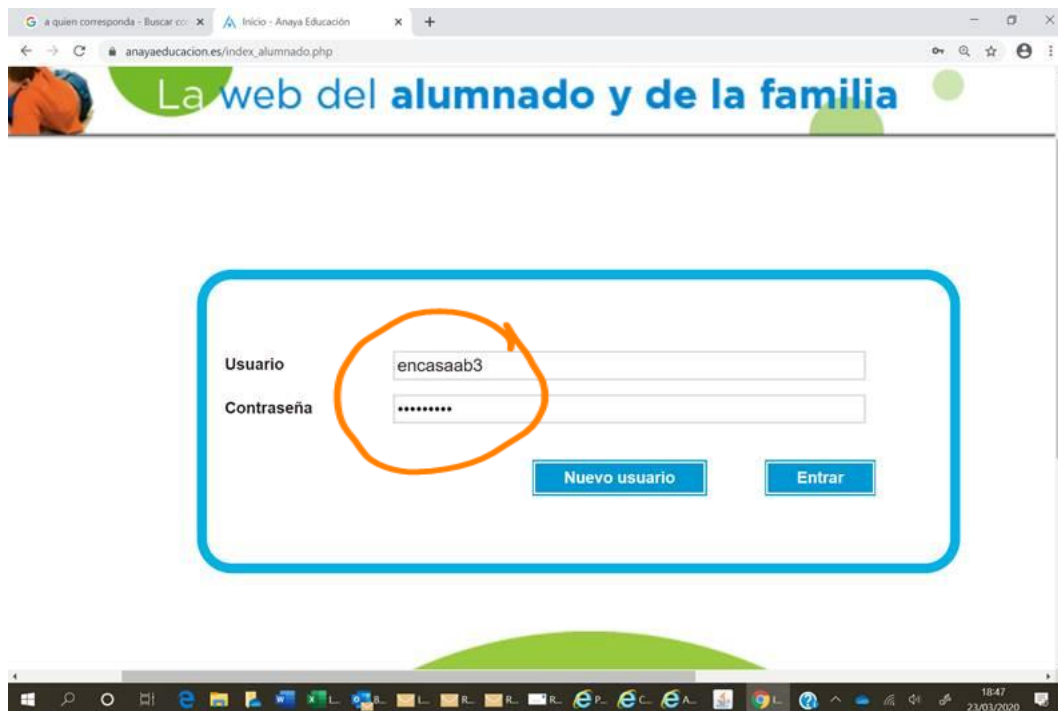 a quien corresponda - Buscar co
Inicio - Anaya Educación
anayaeducacion.es/index_alumnado.php
La web del alumnado y de la familia
Usuario
encasaab3
Contraseña
•••••••••
Nuevo usuario
Entrar
L... B... L... R... R... R... P... C... A... L...
18:47
23/03/2020